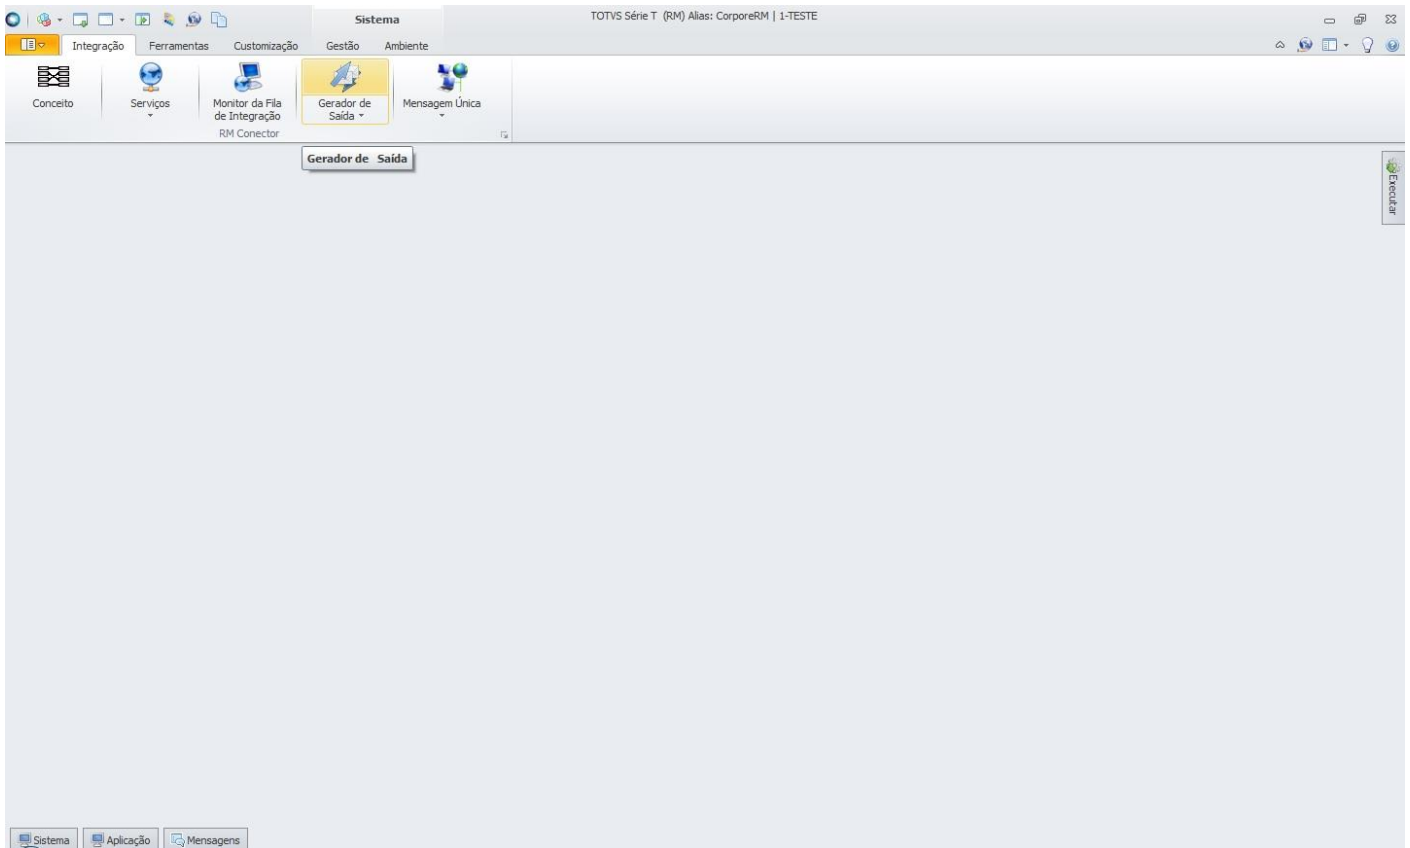 Sistema
TOTVS Série T (RM) Alias: CorporeRM | 1-TESTE
Integração
Ferramentas
Customização
Gestão
Ambiente
Conceito
Serviços
Monitor da Fila
de Integração
Gerador de
Saída
Mensagem Única
RM Conector
Gerador de Saída
Executar
Sistema
Aplicação
Mensagens